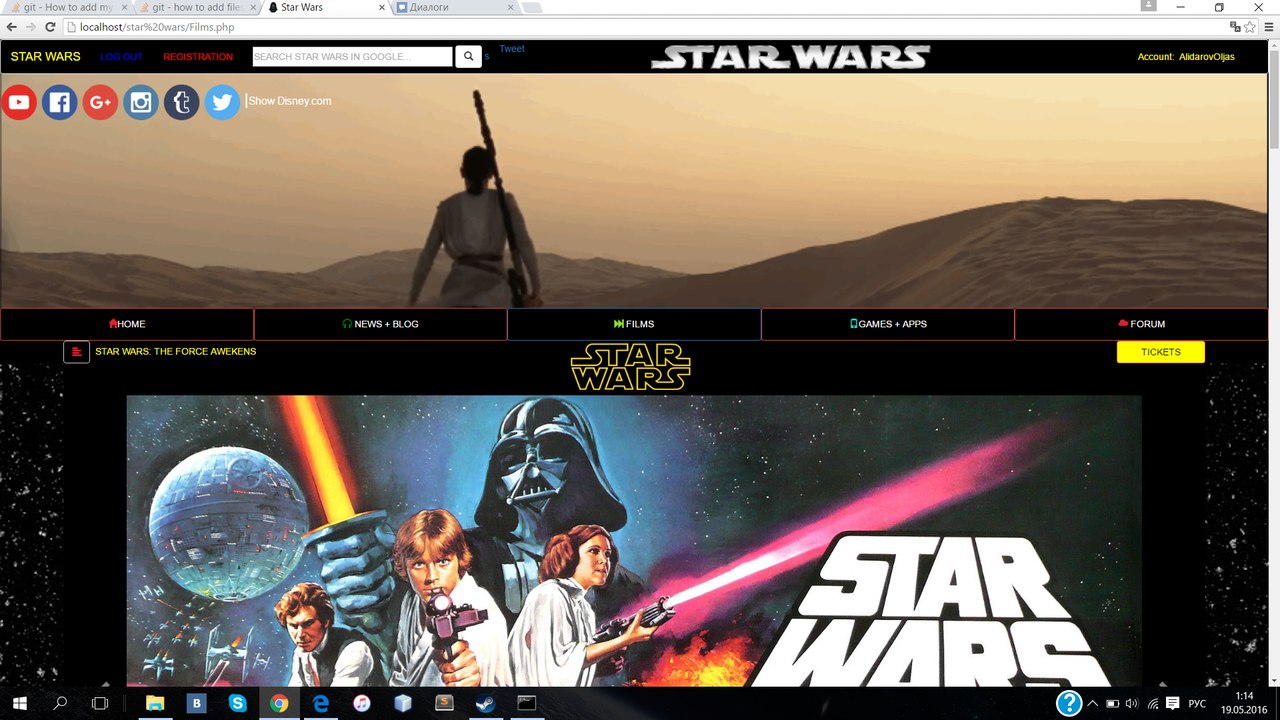 git - How to add my
git - how to add files
Star Wars
Диалоги
localhost/star%20wars/Films.php
STAR WARS
LOG OUT
REGISTRATION
SEARCH STAR WARS IN GOOGLE...
s
Tweet
STAR WARS
Account: AlidarovOljas
Show Disney.com
HOME
NEWS + BLOG
FILMS
GAMES + APPS
FORUM
STAR WARS: THE FORCE AWEKENS
STAR
WARS
TICKETS
STAR
WARS
РУС
1:14
19.05.2016